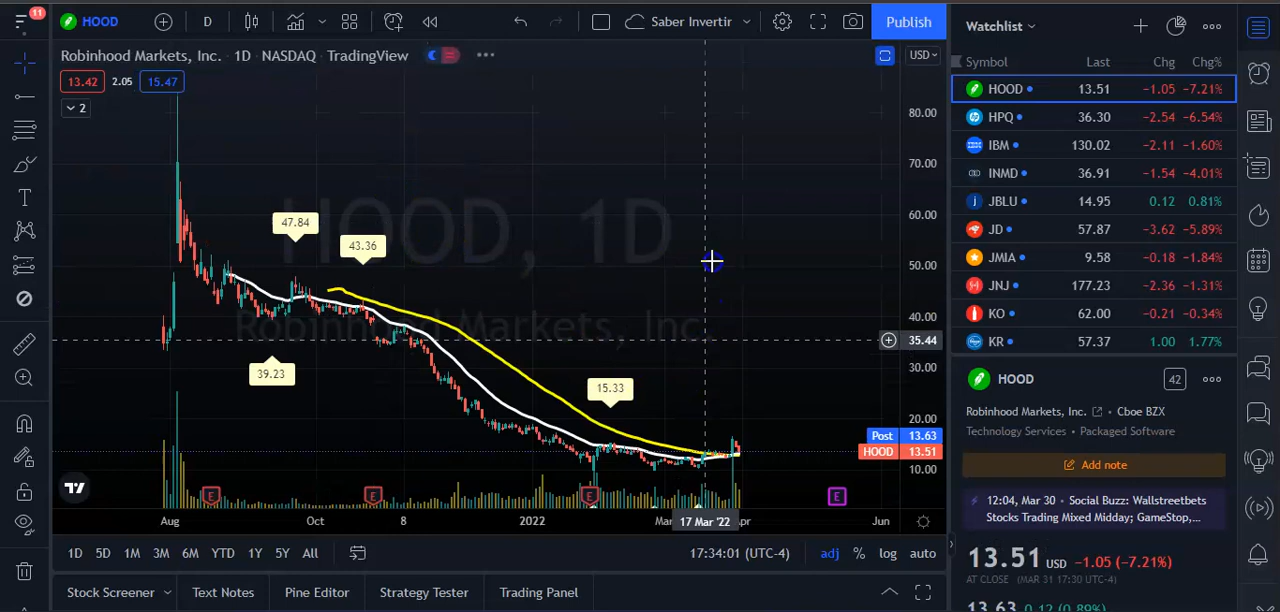 11
HOOD
D
Saber Invertir
Publish
Robinhood Markets, Inc. · 1D · NASDAQ · TradingView
USD
13.42 2.05 15.47
2
HOOD, 1D
Robinhood Markets, Inc.
47.84
43.36
39.23
15.33
80.00
70.00
60.00
50.00
40.00
35.44
30.00
20.00
Post 13.63
HOOD 13.51
10.00
E
E
E
E
Aug
Oct
8
2022
Mar
17 Mar '22
Apr
Jun
1D 5D 1M 3M 6M YTD 1Y 5Y All
17:34:01 (UTC-4)
adj % log auto
Stock Screener
Text Notes
Pine Editor
Strategy Tester
Trading Panel
Watchlist
Symbol Last Chg Chg%
HOOD 13.51 −1.05 −7.21%
HPQ 36.30 −2.54 −6.54%
IBM 130.02 −2.11 −1.60%
INMD 36.91 −1.54 −4.01%
JBLU 14.95 0.12 0.81%
JD 57.87 −3.62 −5.89%
JMIA 9.58 −0.18 −1.84%
JNJ 177.23 −2.36 −1.31%
KO 62.00 −0.21 −0.34%
KR 57.37 1.00 1.77%
HOOD
42
Robinhood Markets, Inc. · Cboe BZX
Technology Services · Packaged Software
Add note
12:04, Mar 30 · Social Buzz: Wallstreetbets
Stocks Trading Mixed Midday; GameStop,...
13.51 USD −1.05 (−7.21%)
AT CLOSE (MAR 31 17:30 UTC-4)
13.63 0.12 (0.89%)